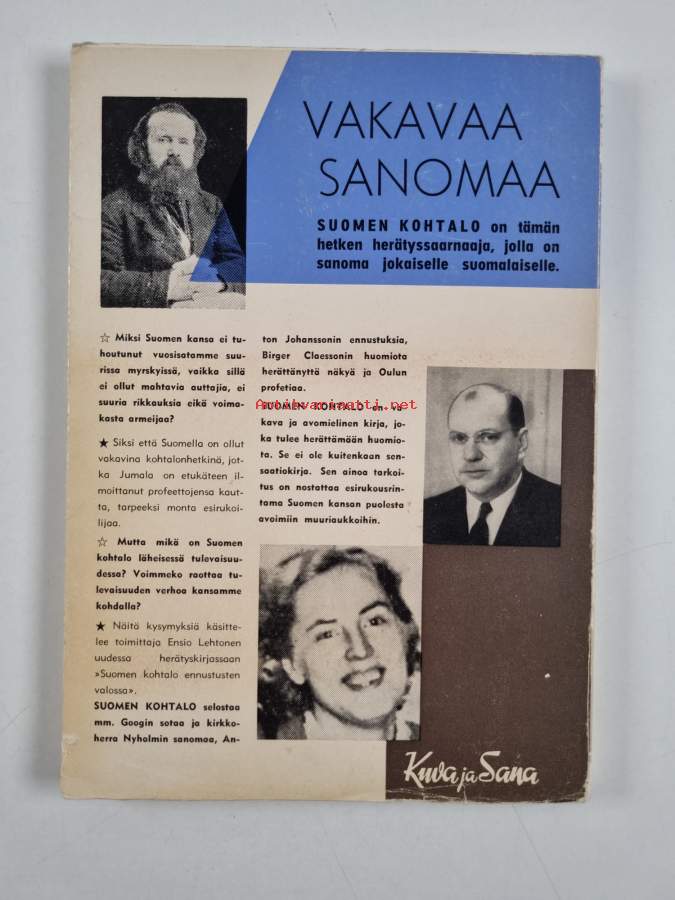 VAKAVAA
SANOMAA
SUOMEN KOHTALO on tämän
hetken herätyssaarnaaja, jolla on
sanoma jokaiselle suomalaiselle.
☆ Miksi Suomen kansa ei tu-
houtunut vuosisatamme suu-
rissa myrskyissä, vaikka sillä
ei ollut mahtavia auttajia, ei
suuria rikkauksia eikä voima-
kasta armeijaa?
★ Siksi että Suomella on ollut
vakavina kohtalonhetkinä, jot-
ka Jumala on etukäteen il-
moittanut profeettojensa kaut-
ta, tarpeeksi monta esirukoi-
lijaa.
☆ Mutta mikä on Suomen
kohtalo läheisessä tulevaisuu-
dessa? Voimmeko raottaa tu-
levaisuuden verhoa kansamme
kohdalla?
★ Näitä kysymyksiä käsitte-
lee toimittaja Ensio Lehtonen
uudessa herätyskirjassaan
»Suomen kohtalo ennustusten
valossa».
SUOMEN KOHTALO selostaa
mm. Googin sotaa ja kirkko-
herra Nyholmin sanomaa, An-
ton Johanssonin ennustuksia,
Birger Claessonin huomiota
herättänyttä näkyä ja Oulun
profetiaa.
Antikvariaatti.net
SUOMEN KOHTALO on va-
kava ja avomielinen kirja, jo-
ka tulee herättämään huomio-
ta. Se ei ole kuitenkaan sen-
saatiokirja. Sen ainoa tarkoi-
tus on nostattaa esirukousrin-
tama Suomen kansan puolesta
avoimiin muuriaukkoihin.
Kuva ja Sana